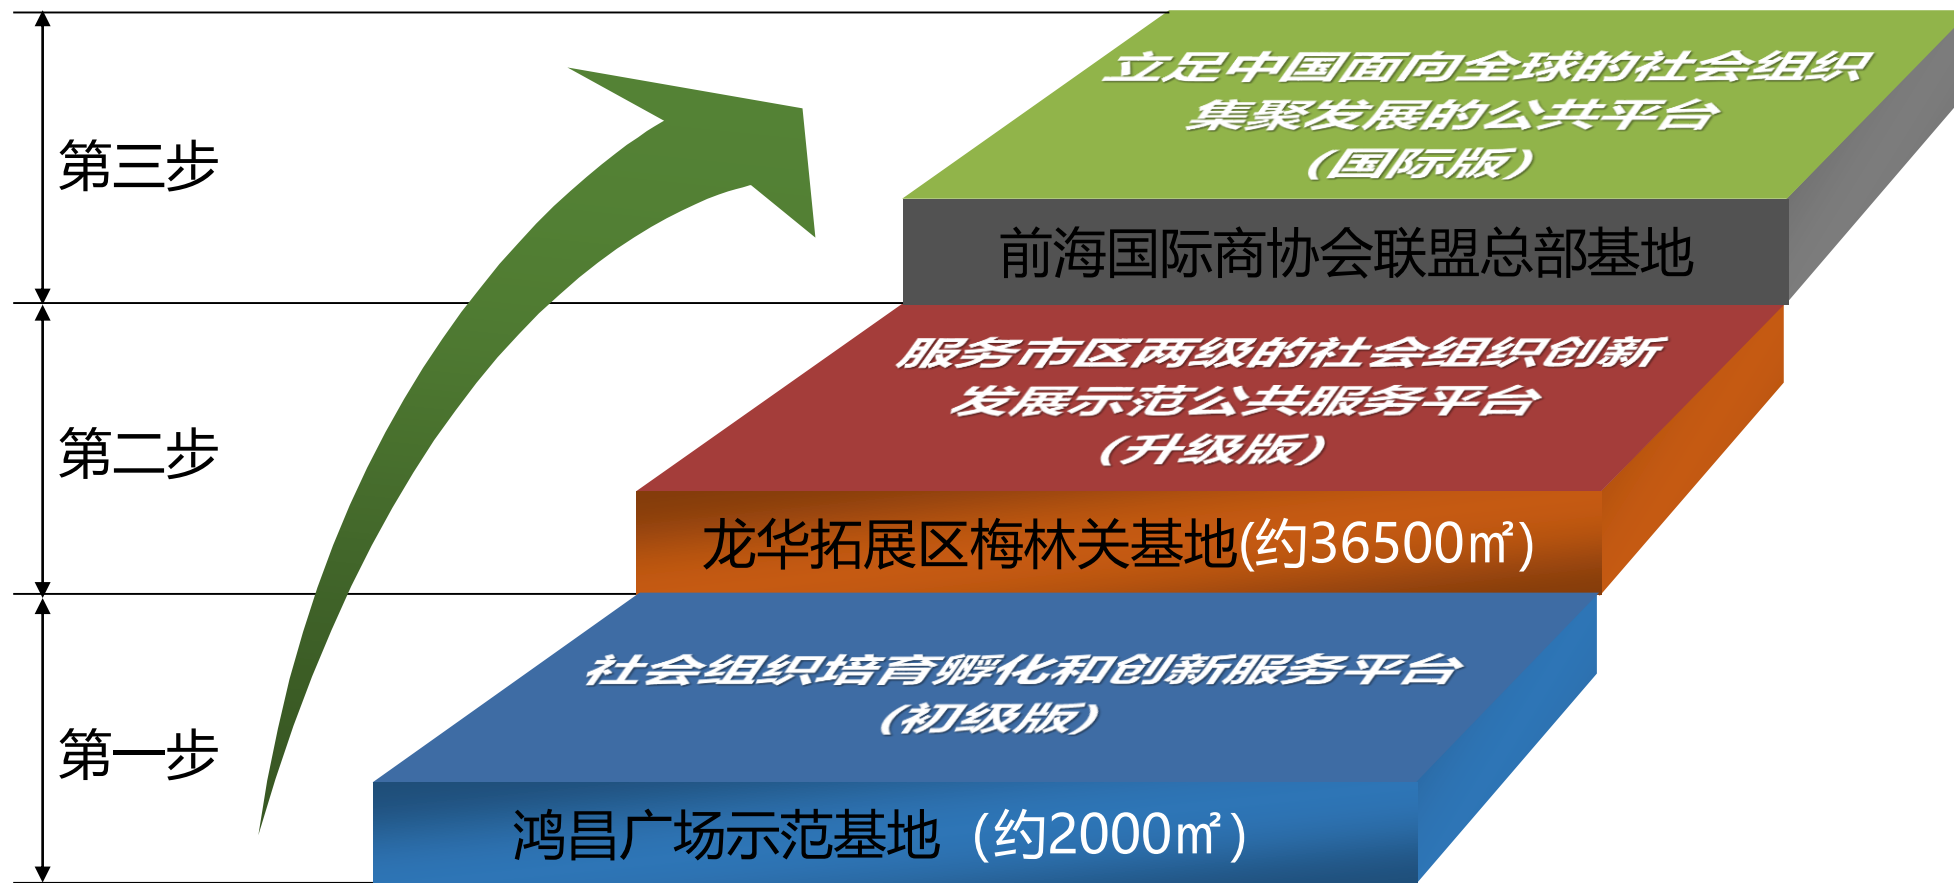 第三步
立足中国面向全球的社会组织
集聚发展的公共平台
(国际版)
前海国际商协会联盟总部基地
第二步
服务市区两级的社会组织创新
发展示范公共服务平台
(升级版)
龙华拓展区梅林关基地(约36500㎡)
第一步
社会组织培育孵化和创新服务平台
(初级版)
鸿昌广场示范基地（约2000㎡）